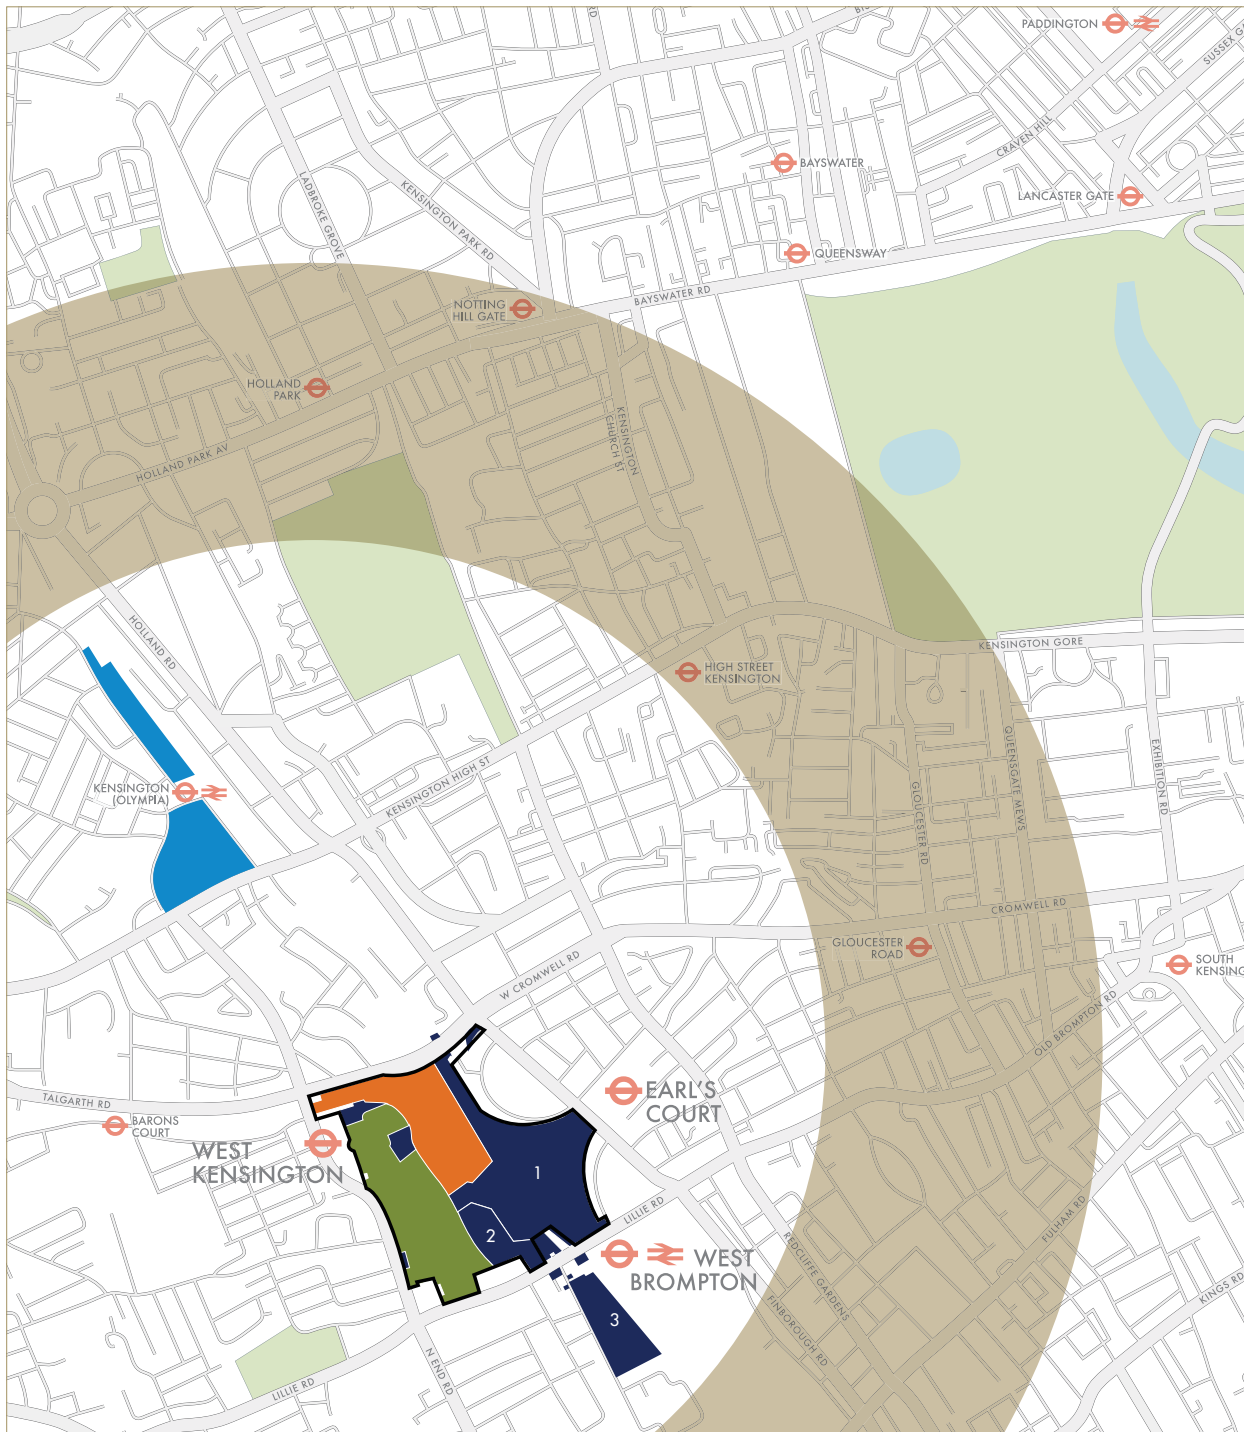 PADDINGTON
SUSSEX G
RD
BIS
CRAVEN HILL
BAYSWATER
LANCASTER GATE
LADBROKE GROVE
KENSINGTON PARK RD
QUEENSWAY
BAYSWATER RD
NOTTING
HILL GATE
HOLLAND
PARK
KENSINGTON
CHURCH ST
HOLLAND PARK AV
HOLLAND RD
KENSINGTON GORE
HIGH STREET
KENSINGTON
QUEENSGATE MEWS
EXHIBITION RD
KENSINGTON HIGH ST
KENSINGTON
(OLYMPIA)
GLOUCESTER RD
CROMWELL RD
GLOUCESTER
ROAD
SOUTH
KENSING
W CROMWELL RD
OLD BROMPTON RD
TALGARTH RD
BARONS
COURT
EARL'S
COURT
WEST
KENSINGTON
1
2
LILLIE RD
FULHAM RD
WEST
BROMPTON
REDCLIFFE GARDENS
KINGS RD
3
FINBOROUGH RD
N END RD
LILLIE RD